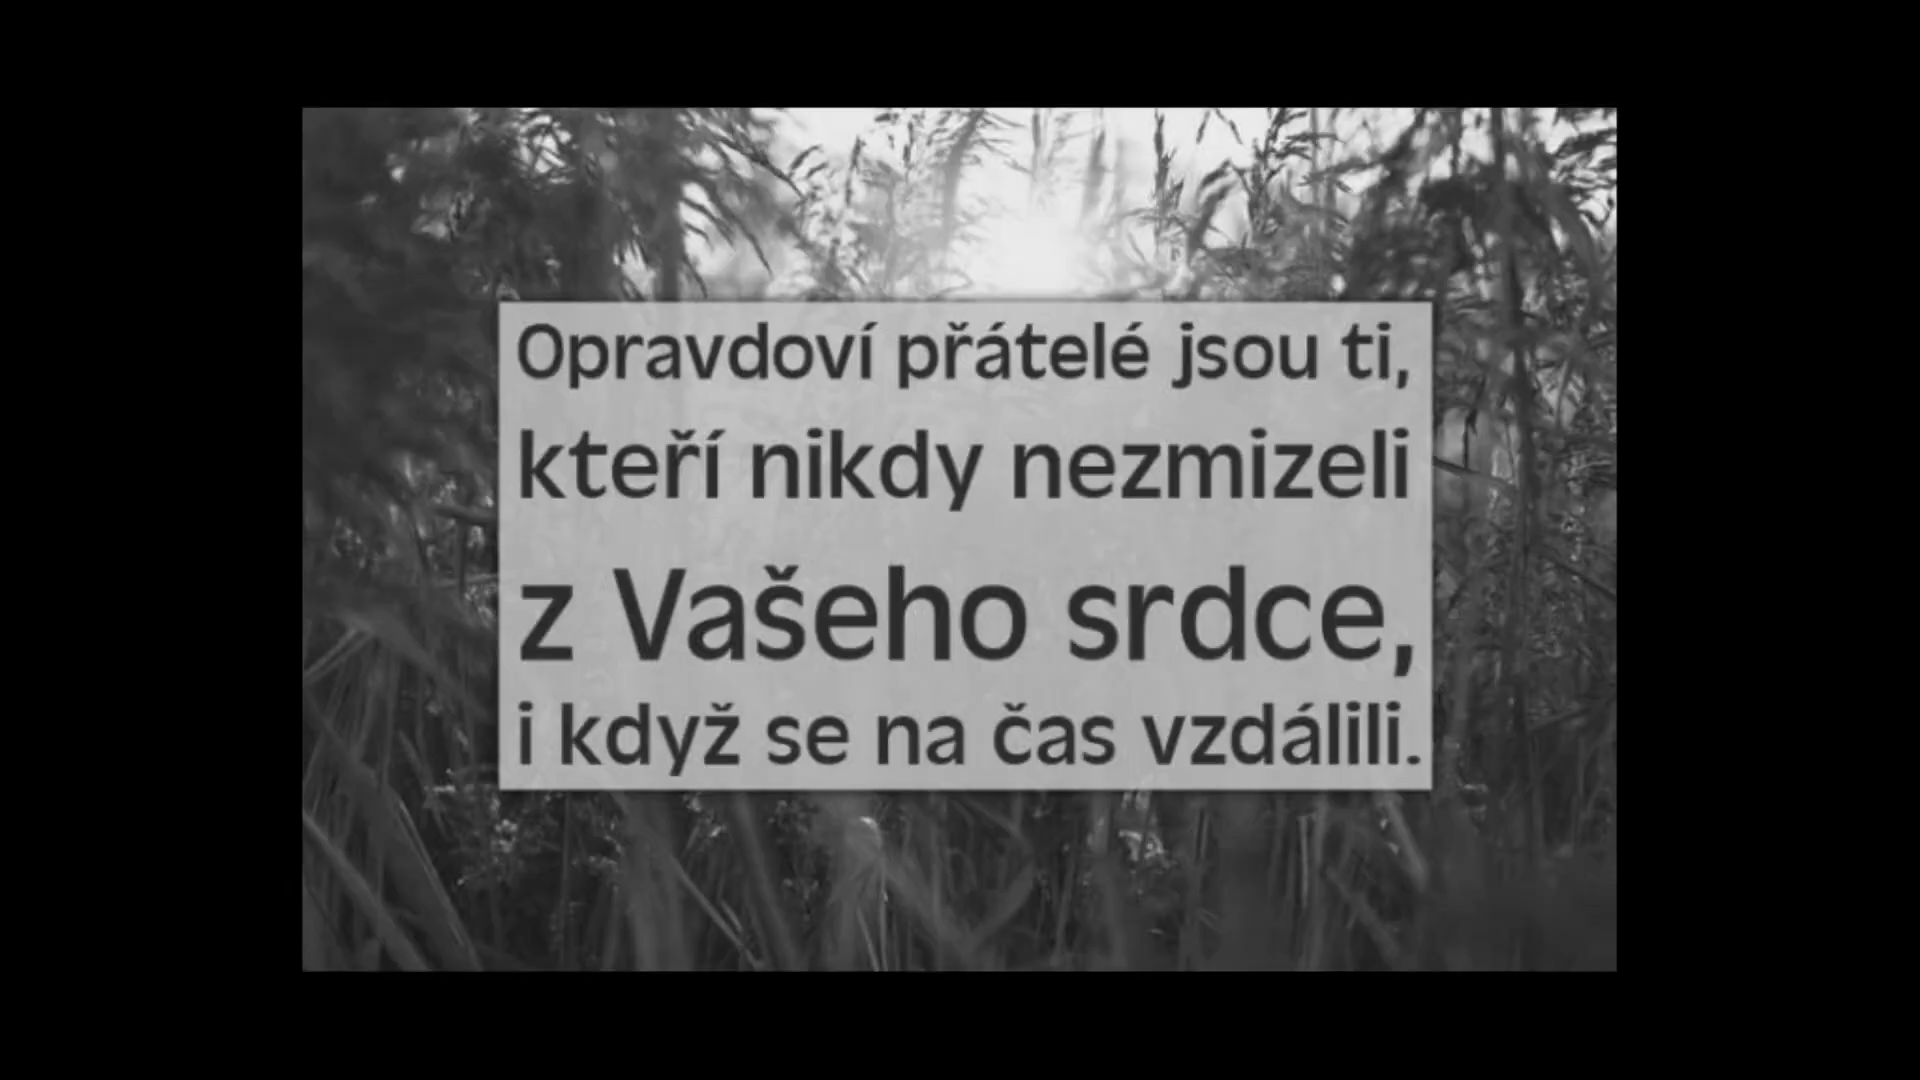 Opravdoví přátelé jsou ti,
kteří nikdy nezmizeli
z Vašeho srdce,
i když se na čas vzdálili.